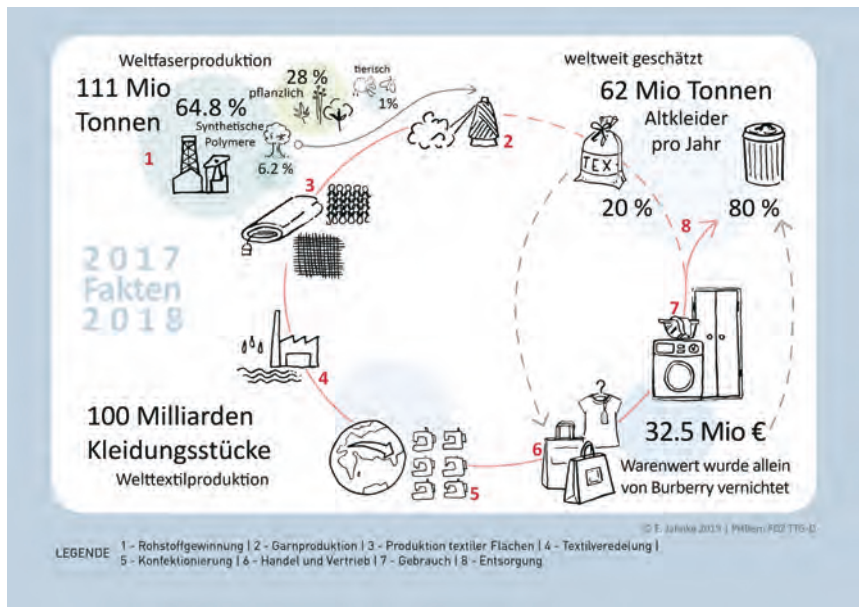 Weltfaserproduktion
111 Mio
Tonnen
64.8 %
Synthetische
Polymere
28 %
pflanzlich
tierisch
1%
6.2 %
1
2
3
weltweit geschätzt
62 Mio Tonnen
Altkleider
pro Jahr
TEX
20 %
80 %
8
2017
Fakten
2018
7
4
100 Milliarden
Kleidungsstücke
Welttextilproduktion
5
6
32.5 Mio €
Warenwert wurde allein
von Burberry vernichtet
© E. Jahnke 2019 | PHBern FD2 TTG-D
LEGENDE
1 - Rohstoffgewinnung | 2 - Garnproduktion | 3 - Produktion textiler Flächen | 4 - Textilveredelung |
5 - Konfektionierung | 6 - Handel und Vertrieb | 7 - Gebrauch | 8 - Entsorgung